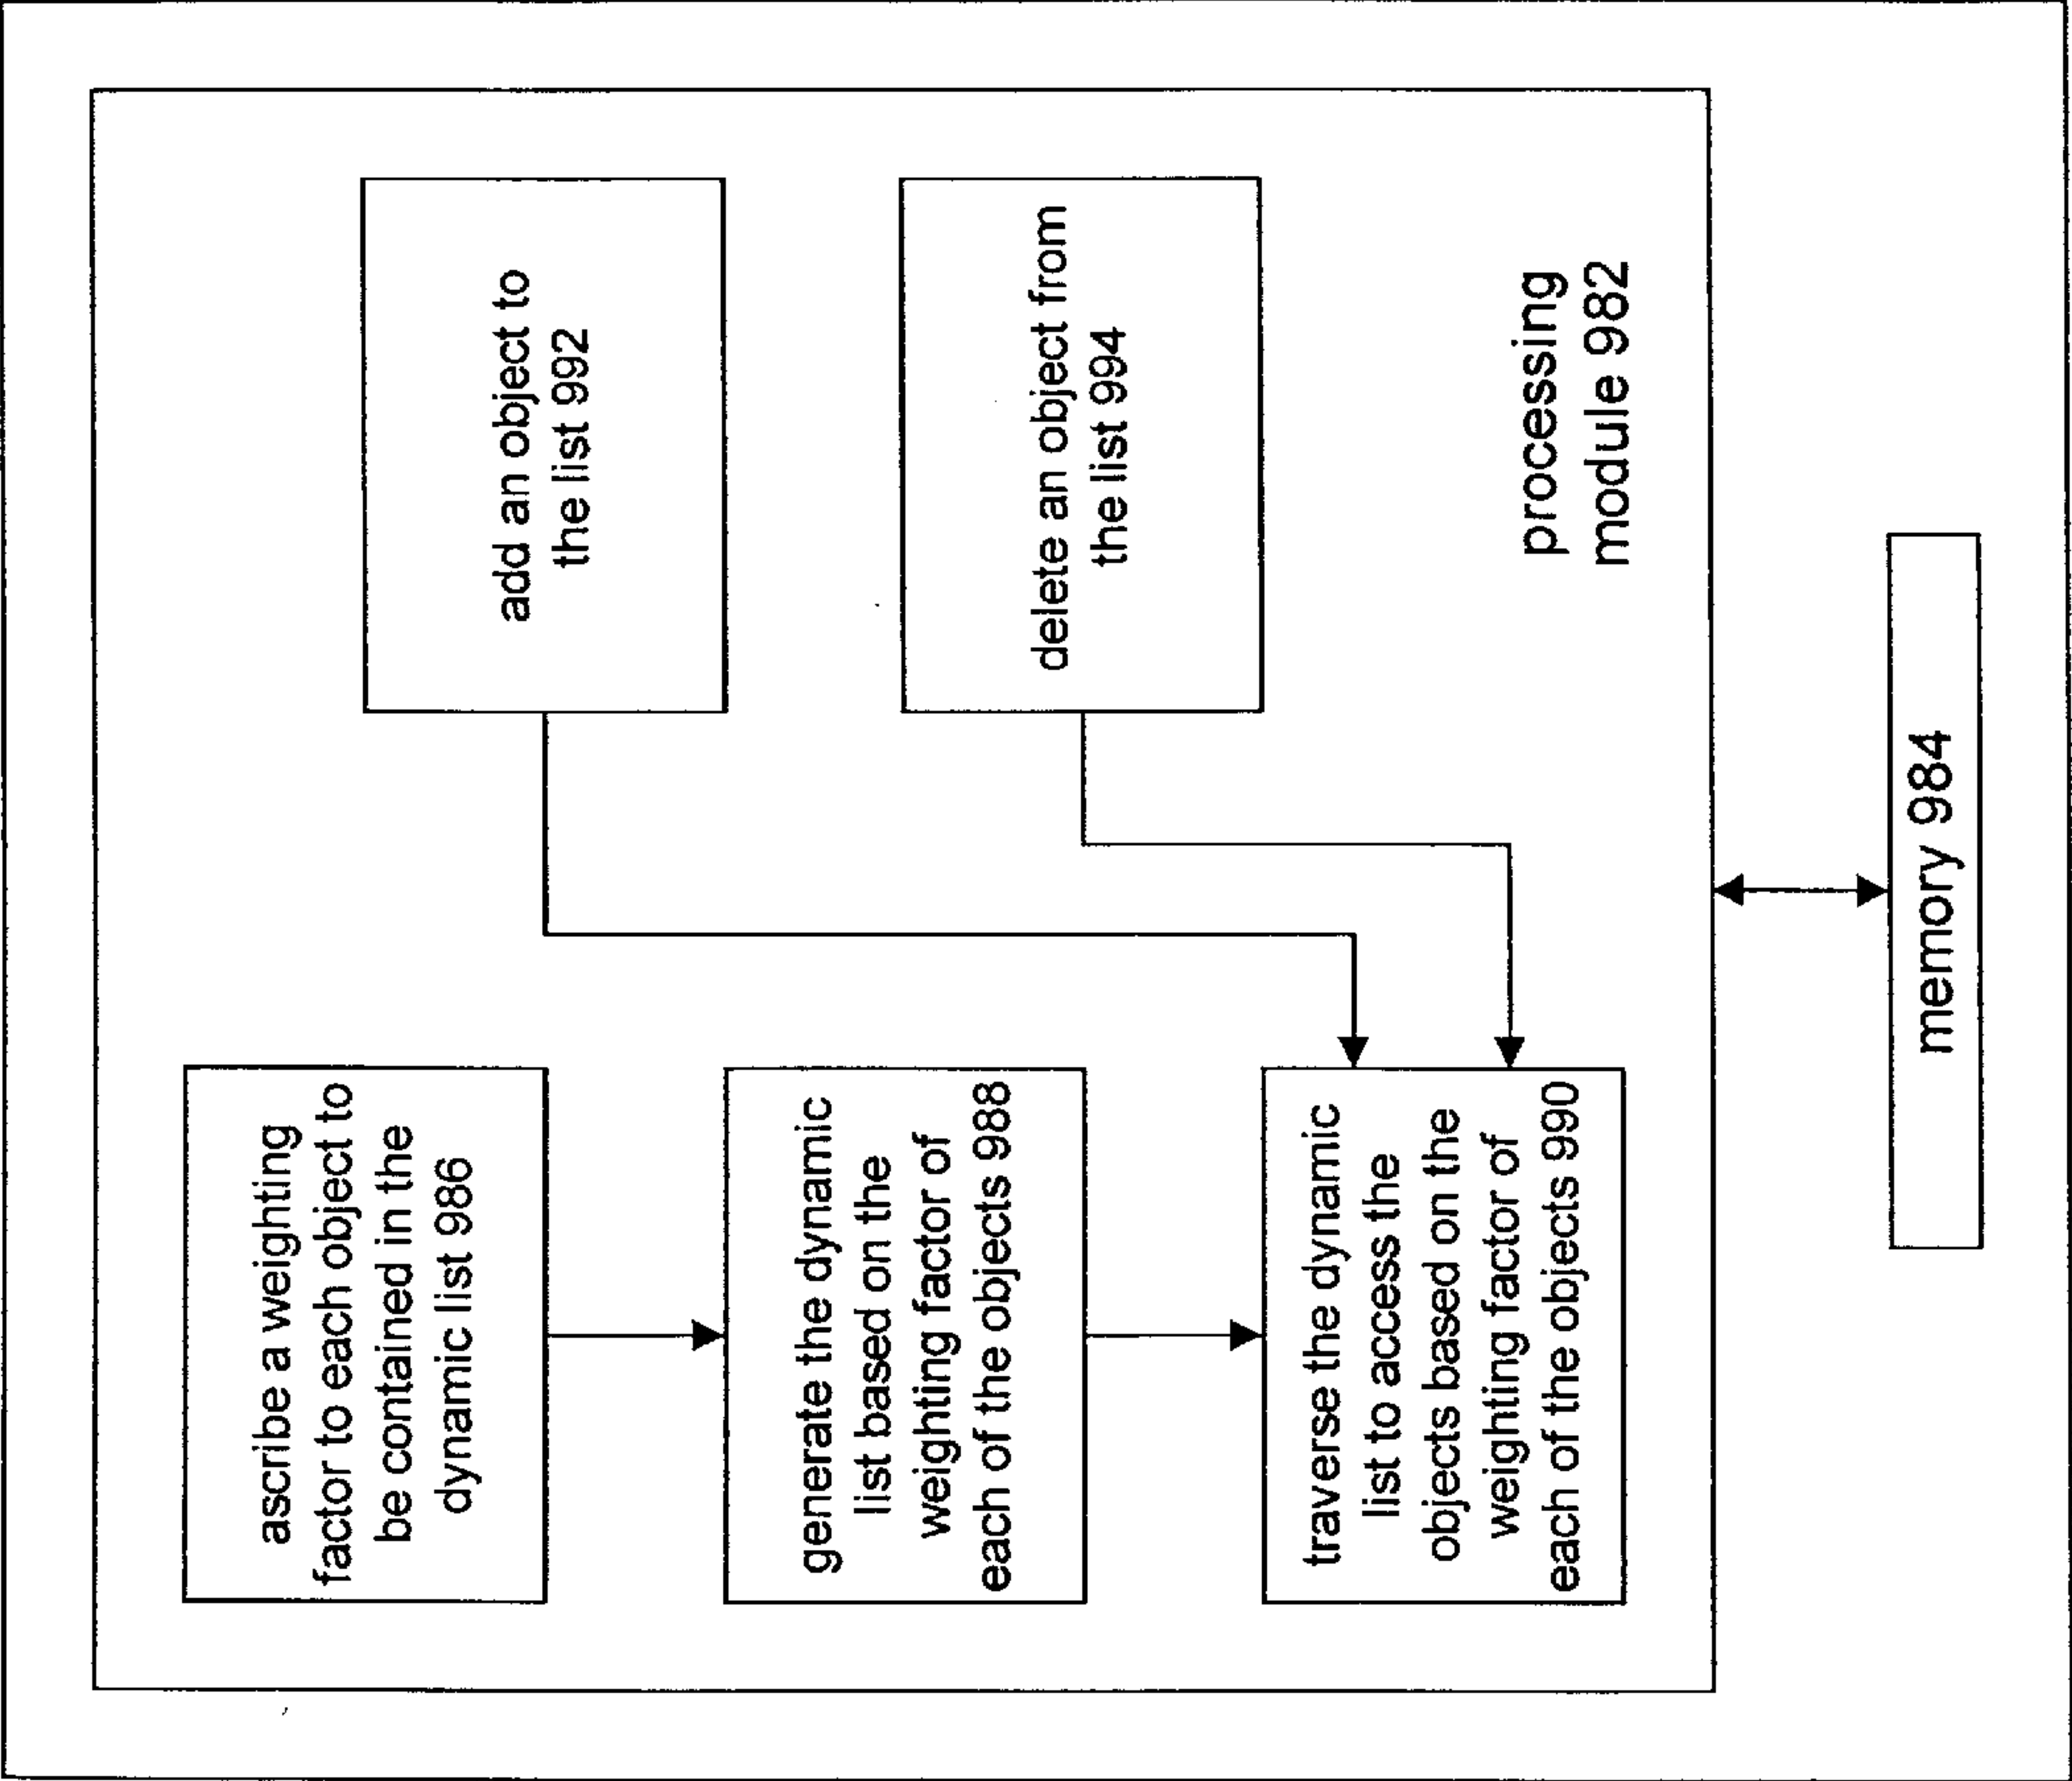 ascribe a weighting
factor to each object to
be contained in the
dynamic list 986
generate the dynamic
list based on the
weighting factor of
each of the objects 988
traverse the dynamic
list to access the
objects based on the
weighting factor of
each of the objects 990
add an object to
the list 992
delete an object from
the list 994
processing
module 982
memory 984